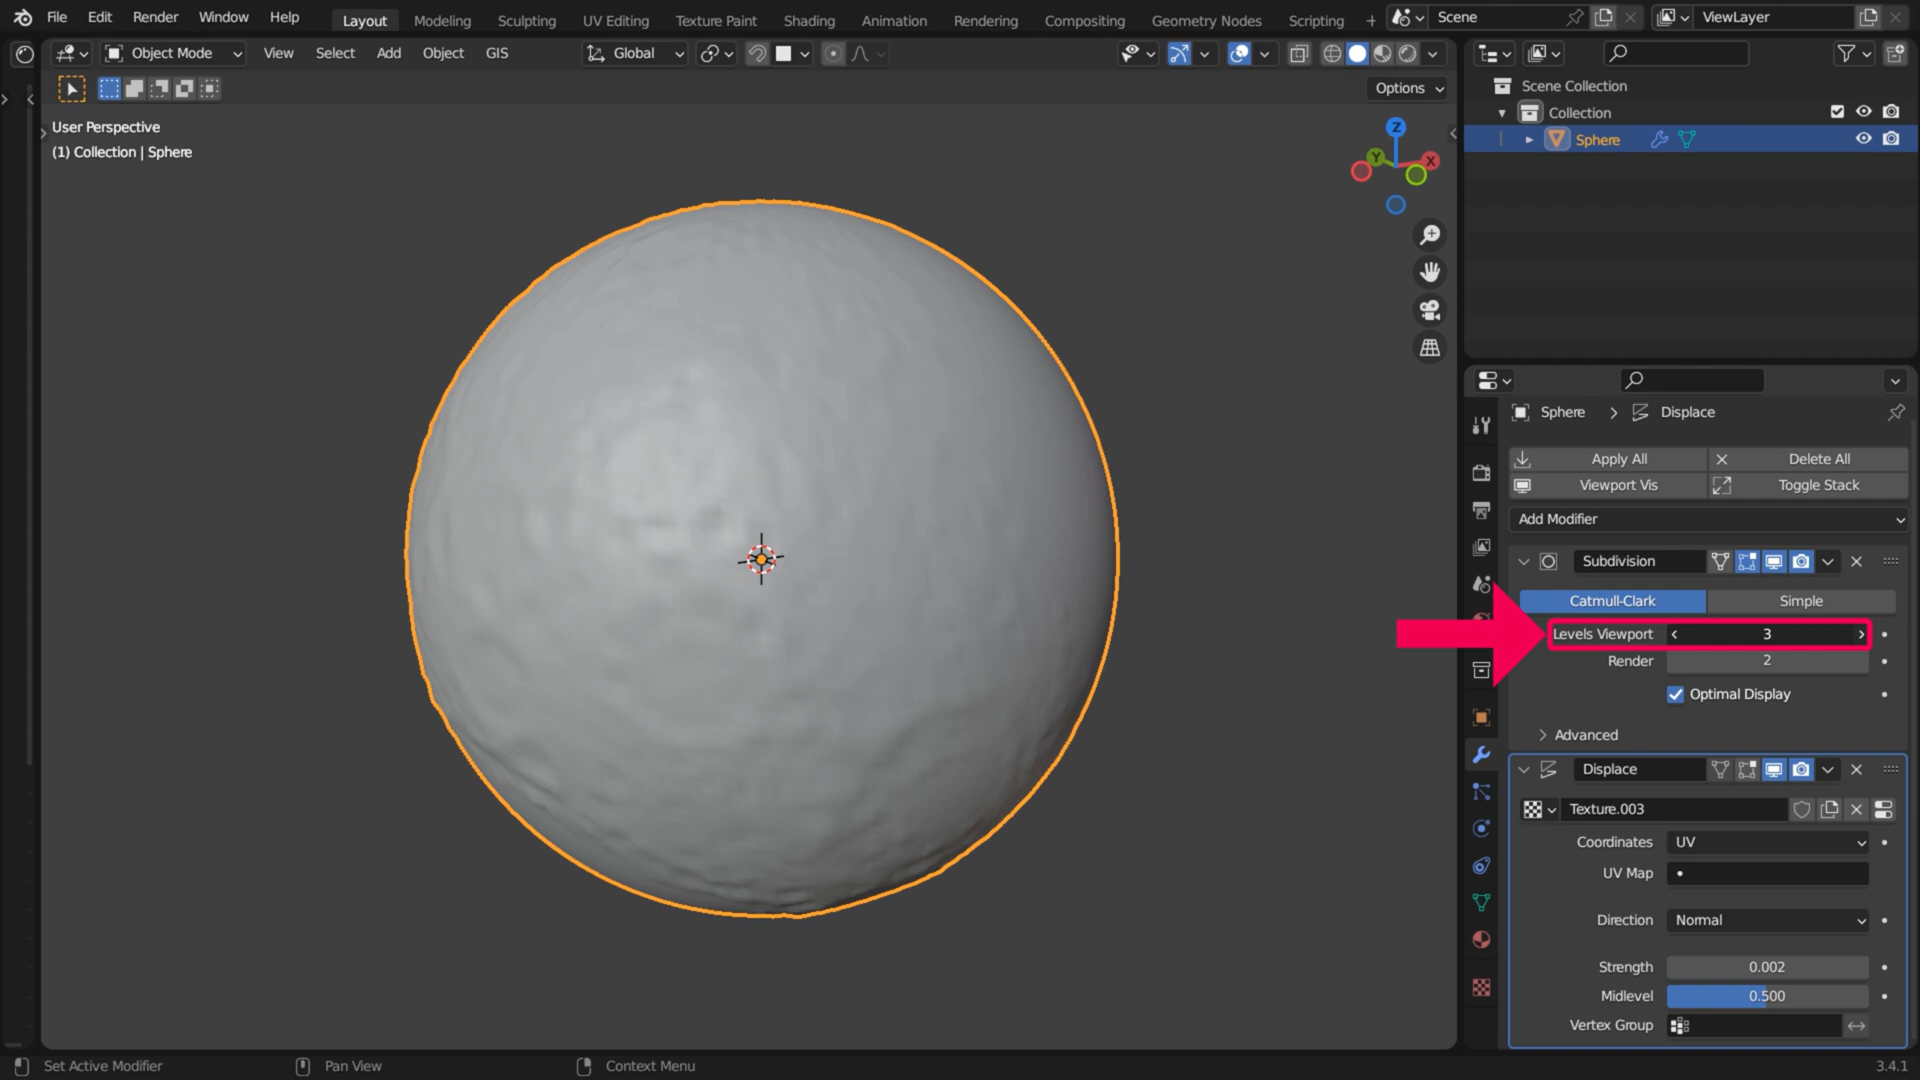 File Edit Render Window Help Layout Modeling Sculpting UV Editing Texture Paint Shading Animation Rendering Compositing Geometry Nodes Scripting + Scene ViewLayer
Object Mode View Select Add Object GIS Global
Options
User Perspective
(1) Collection | Sphere
Z
Y
X
Scene Collection
Collection
Sphere
Sphere > Displace
Apply All Delete All
Viewport Vis Toggle Stack
Add Modifier
Subdivision
Catmull-Clark Simple
Levels Viewport 3
Render 2
Optimal Display
Advanced
Displace
Texture.003
Coordinates UV
UV Map
Direction Normal
Strength 0.002
Midlevel 0.500
Vertex Group
Set Active Modifier Pan View Context Menu 3.4.1